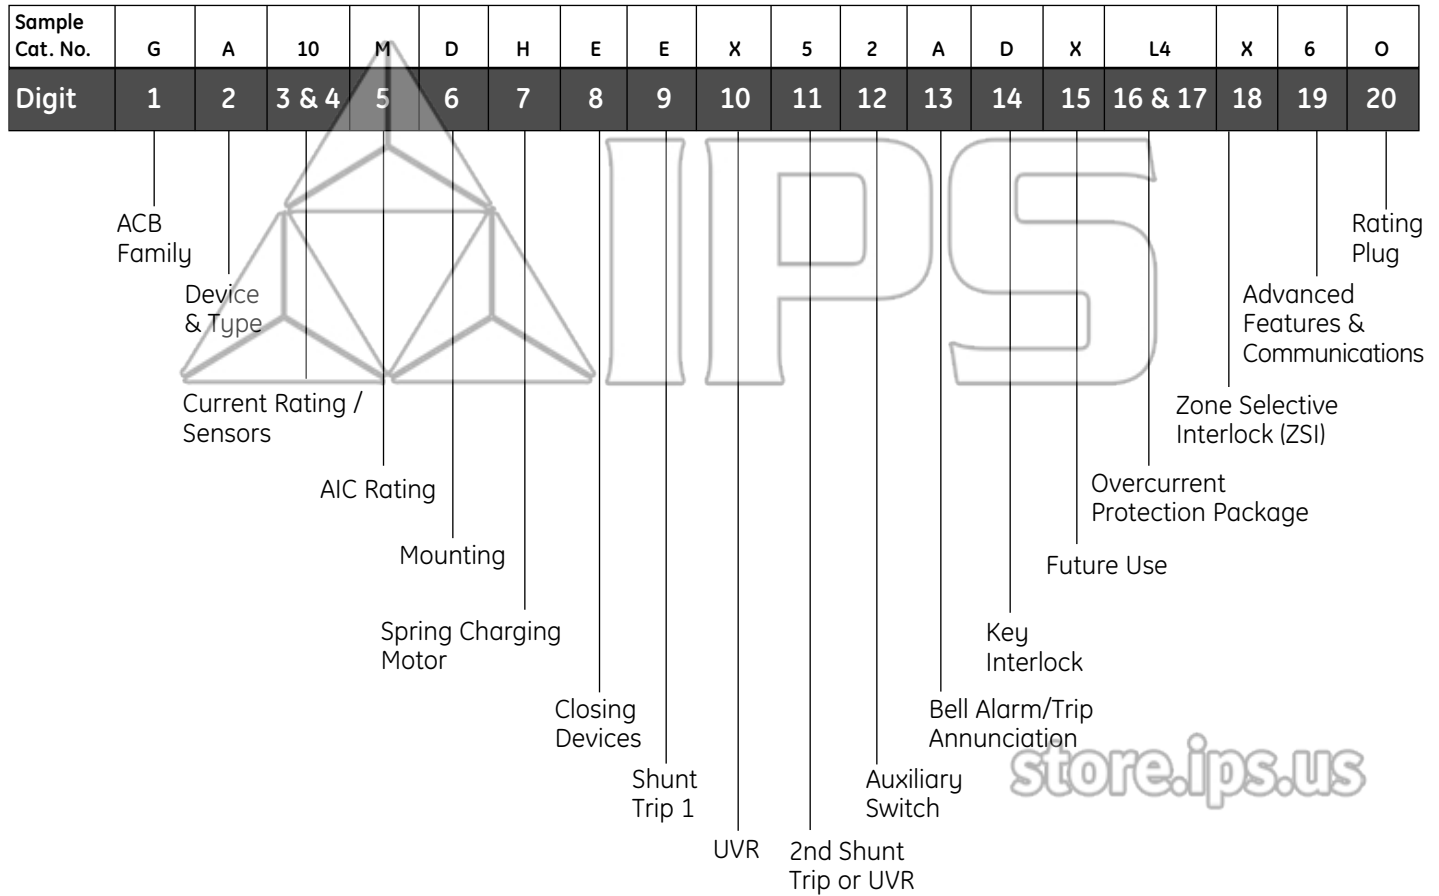 Sample
Cat. No. G A 10 M D H E E X 5 2 A D X L4 X 6 O
Digit 1 2 3 & 4 5 6 7 8 9 10 11 12 13 14 15 16 & 17 18 19 20
IPS
ACB
Family
Rating
Plug
Device
& Type
Advanced
Features &
Communications
Current Rating /
Sensors
Zone Selective
Interlock (ZSI)
AIC Rating
Overcurrent
Protection Package
Mounting
Future Use
Spring Charging
Motor
Key
Interlock
Closing
Devices
Bell Alarm/Trip
Annunciation
store.ips.us
Shunt
Trip 1
Auxiliary
Switch
UVR
2nd Shunt
Trip or UVR